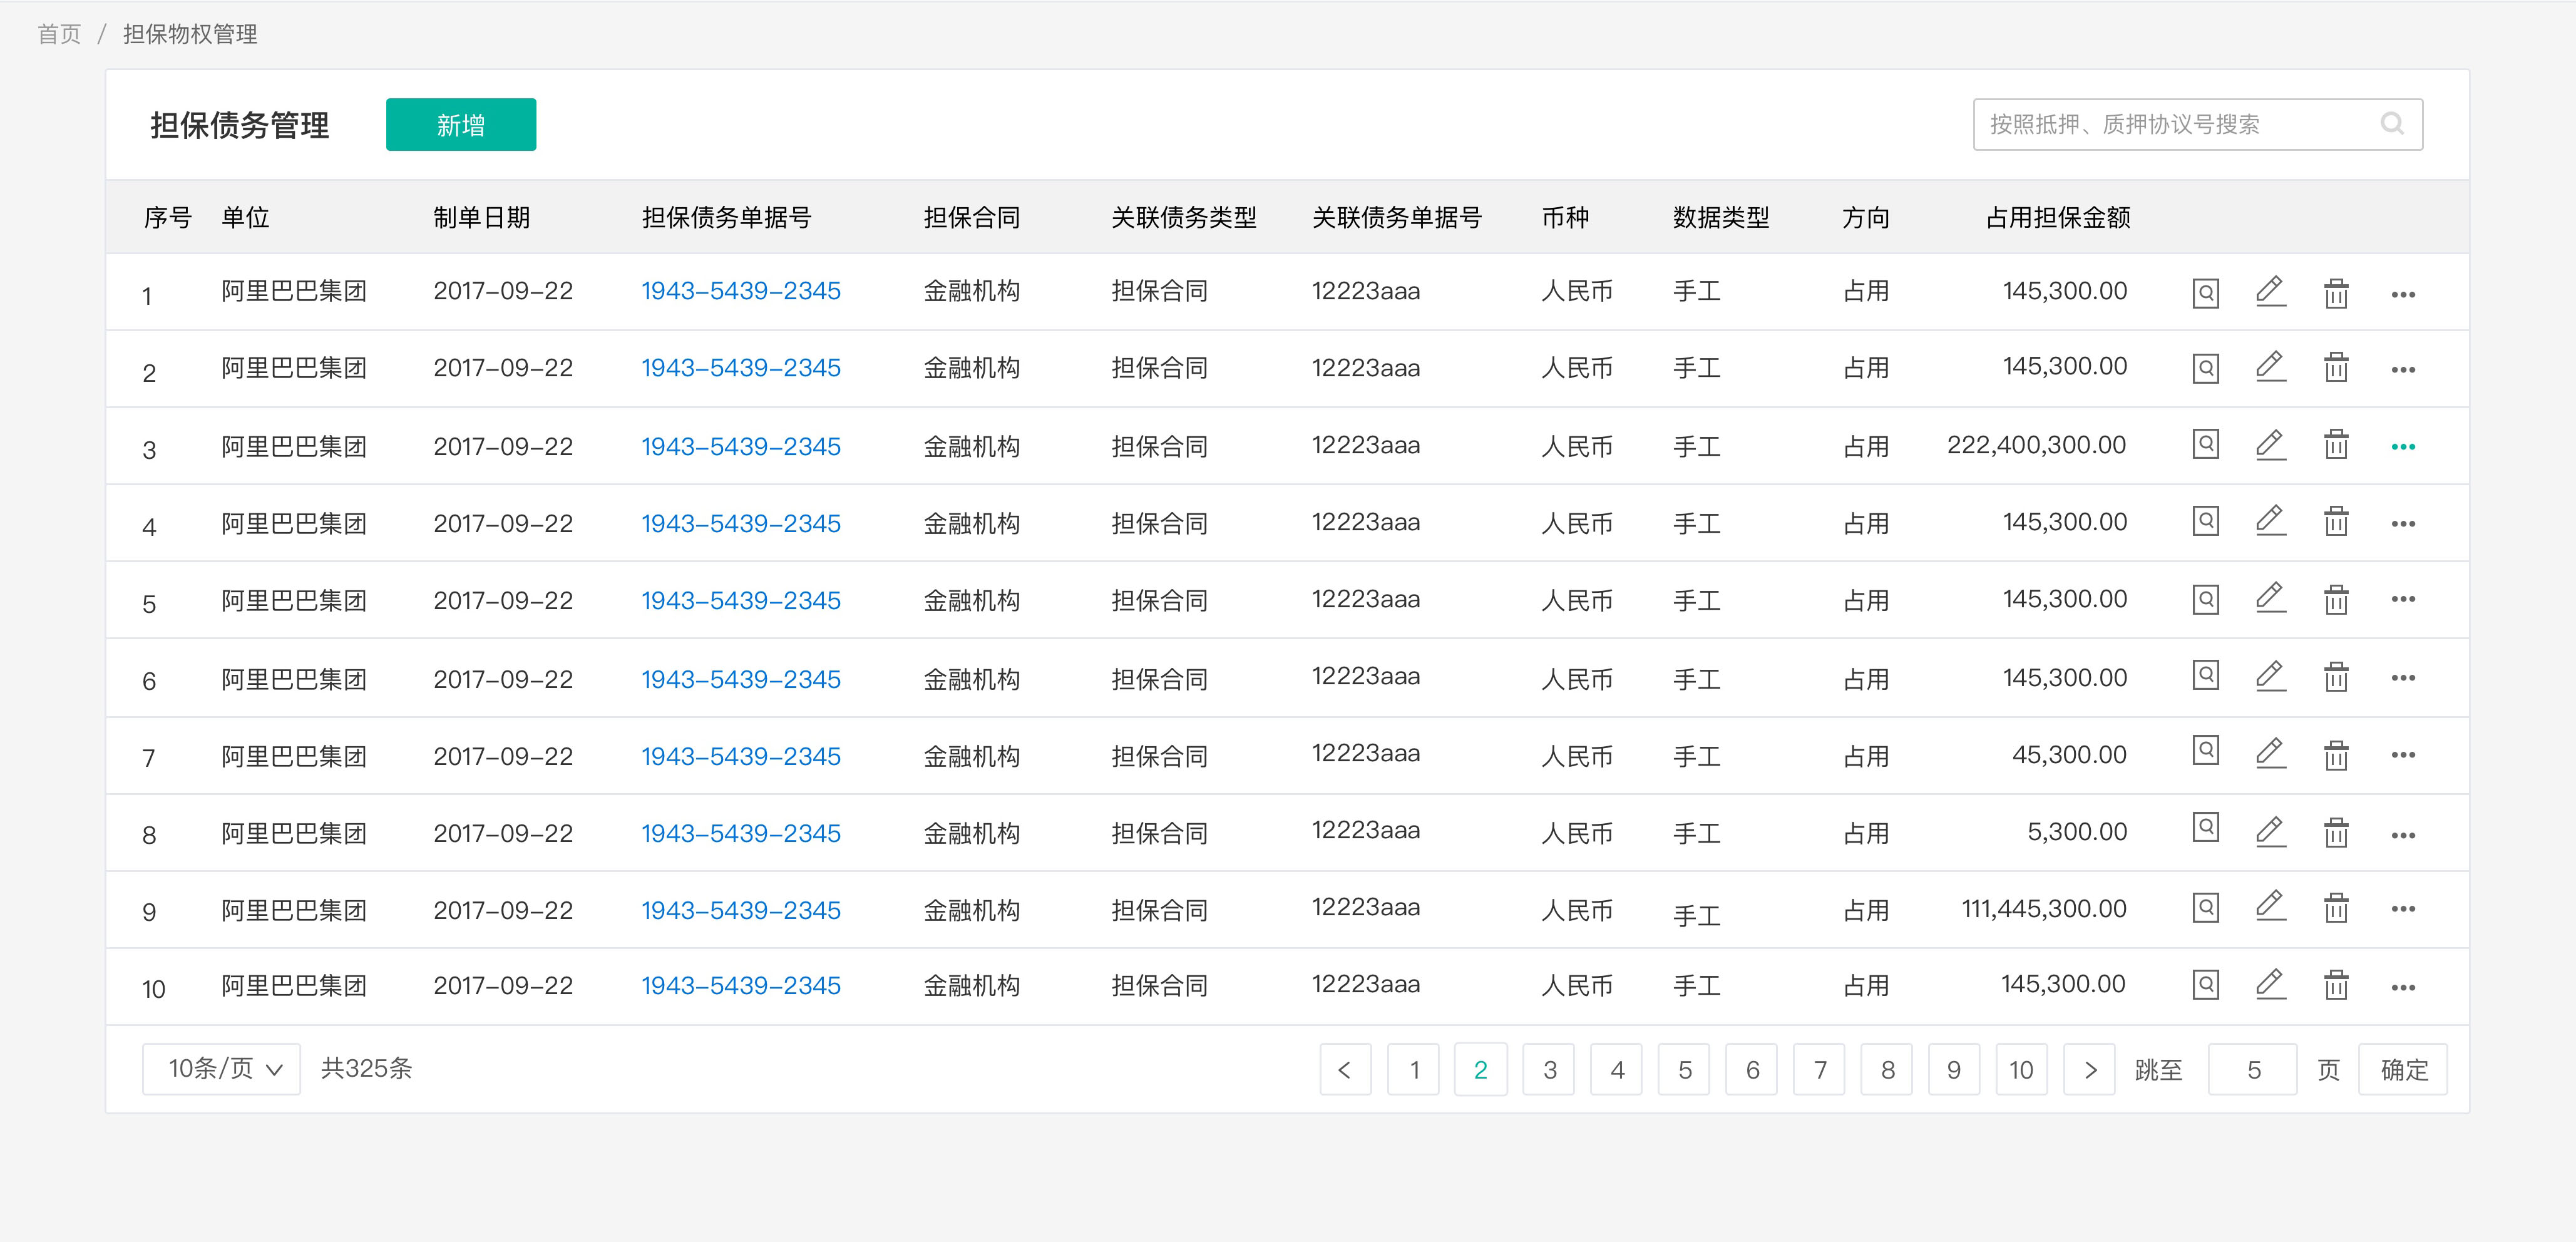 首页 / 担保物权管理
担保债务管理 新增 按照抵押、质押协议号搜索
序号 单位 制单日期 担保债务单据号 担保合同 关联债务类型 关联债务单据号 币种 数据类型 方向 占用担保金额
1 阿里巴巴集团 2017-09-22 1943-5439-2345 金融机构 担保合同 12223aaa 人民币 手工 占用 145,300.00
2 阿里巴巴集团 2017-09-22 1943-5439-2345 金融机构 担保合同 12223aaa 人民币 手工 占用 145,300.00
3 阿里巴巴集团 2017-09-22 1943-5439-2345 金融机构 担保合同 12223aaa 人民币 手工 占用 222,400,300.00
4 阿里巴巴集团 2017-09-22 1943-5439-2345 金融机构 担保合同 12223aaa 人民币 手工 占用 145,300.00
5 阿里巴巴集团 2017-09-22 1943-5439-2345 金融机构 担保合同 12223aaa 人民币 手工 占用 145,300.00
6 阿里巴巴集团 2017-09-22 1943-5439-2345 金融机构 担保合同 12223aaa 人民币 手工 占用 145,300.00
7 阿里巴巴集团 2017-09-22 1943-5439-2345 金融机构 担保合同 12223aaa 人民币 手工 占用 45,300.00
8 阿里巴巴集团 2017-09-22 1943-5439-2345 金融机构 担保合同 12223aaa 人民币 手工 占用 5,300.00
9 阿里巴巴集团 2017-09-22 1943-5439-2345 金融机构 担保合同 12223aaa 人民币 手工 占用 111,445,300.00
10 阿里巴巴集团 2017-09-22 1943-5439-2345 金融机构 担保合同 12223aaa 人民币 手工 占用 145,300.00
10条/页 共325条 < 1 2 3 4 5 6 7 8 9 10 > 跳至 5 页 确定